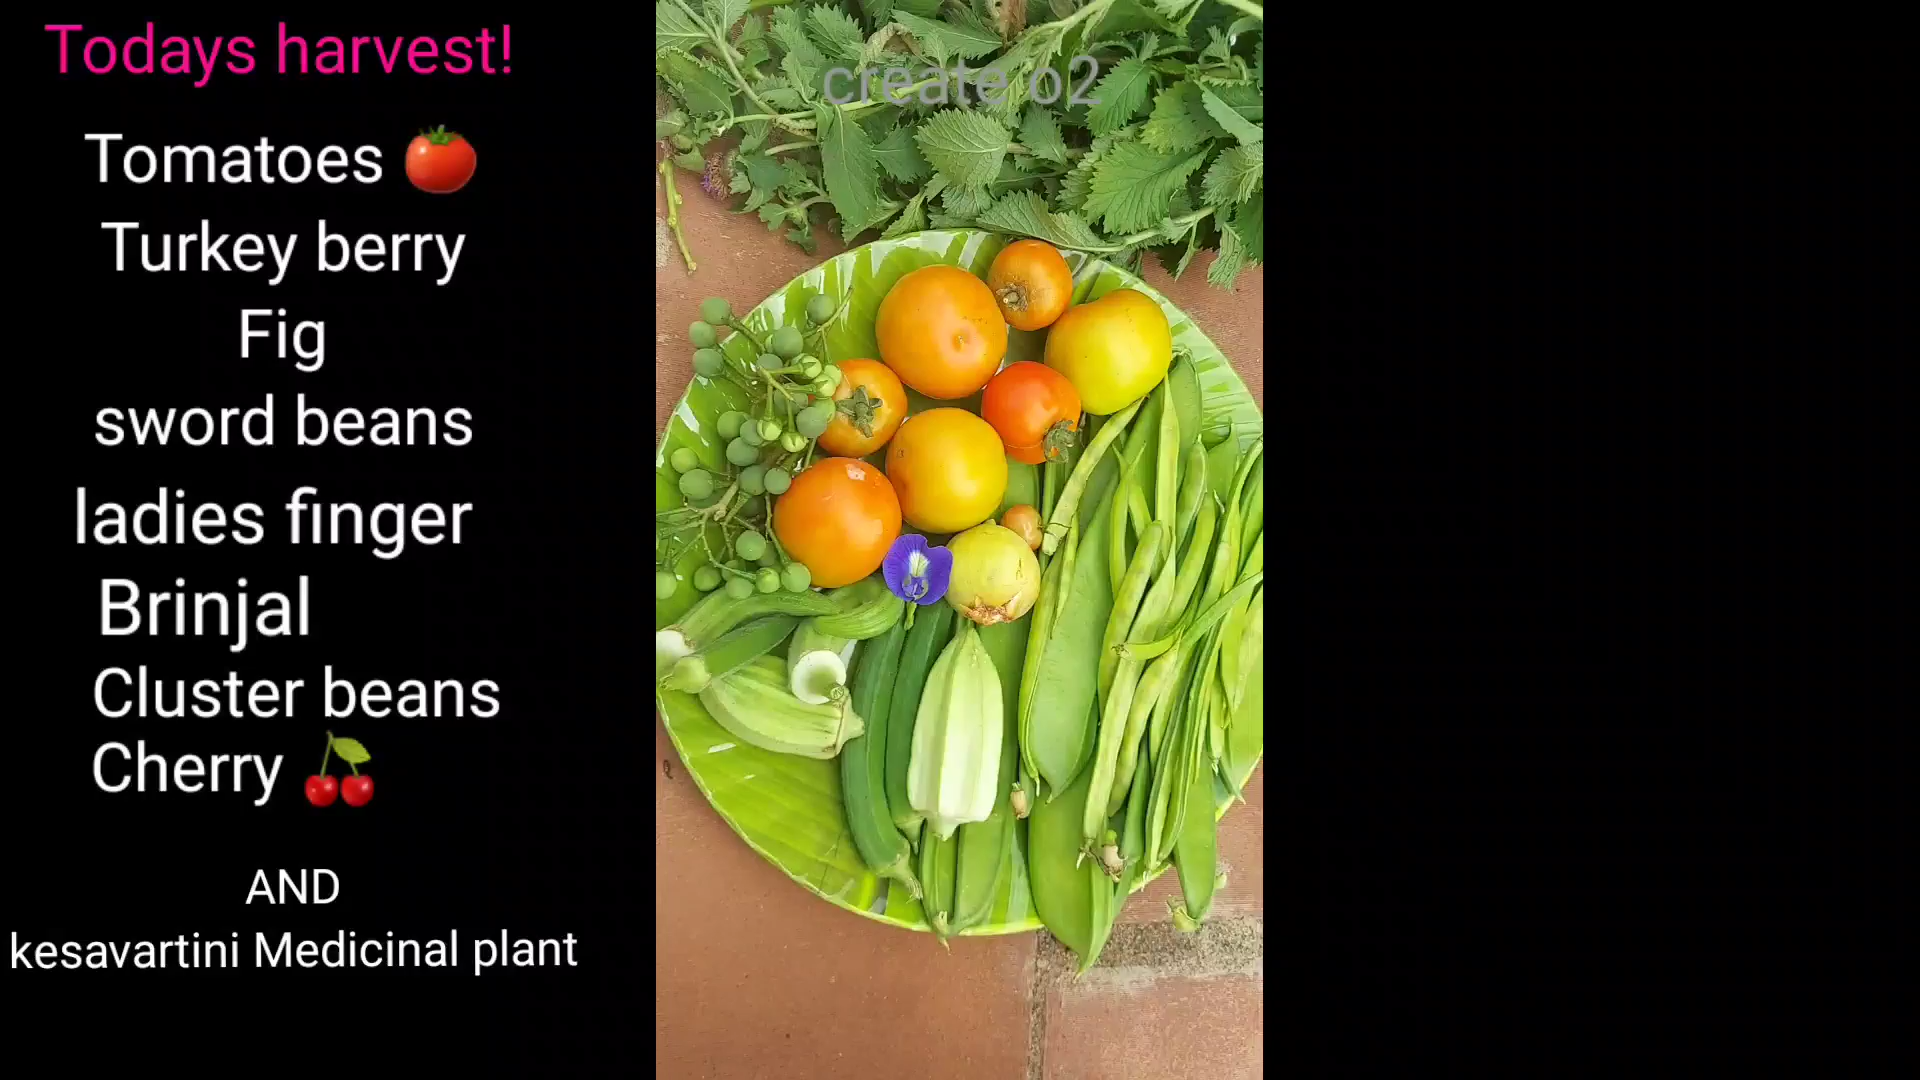 Todays harvest!
Tomatoes 🍅
Turkey berry
Fig
sword beans
ladies finger
Brinjal
Cluster beans
Cherry 🍒
AND
kesavartini Medicinal plant
create o2